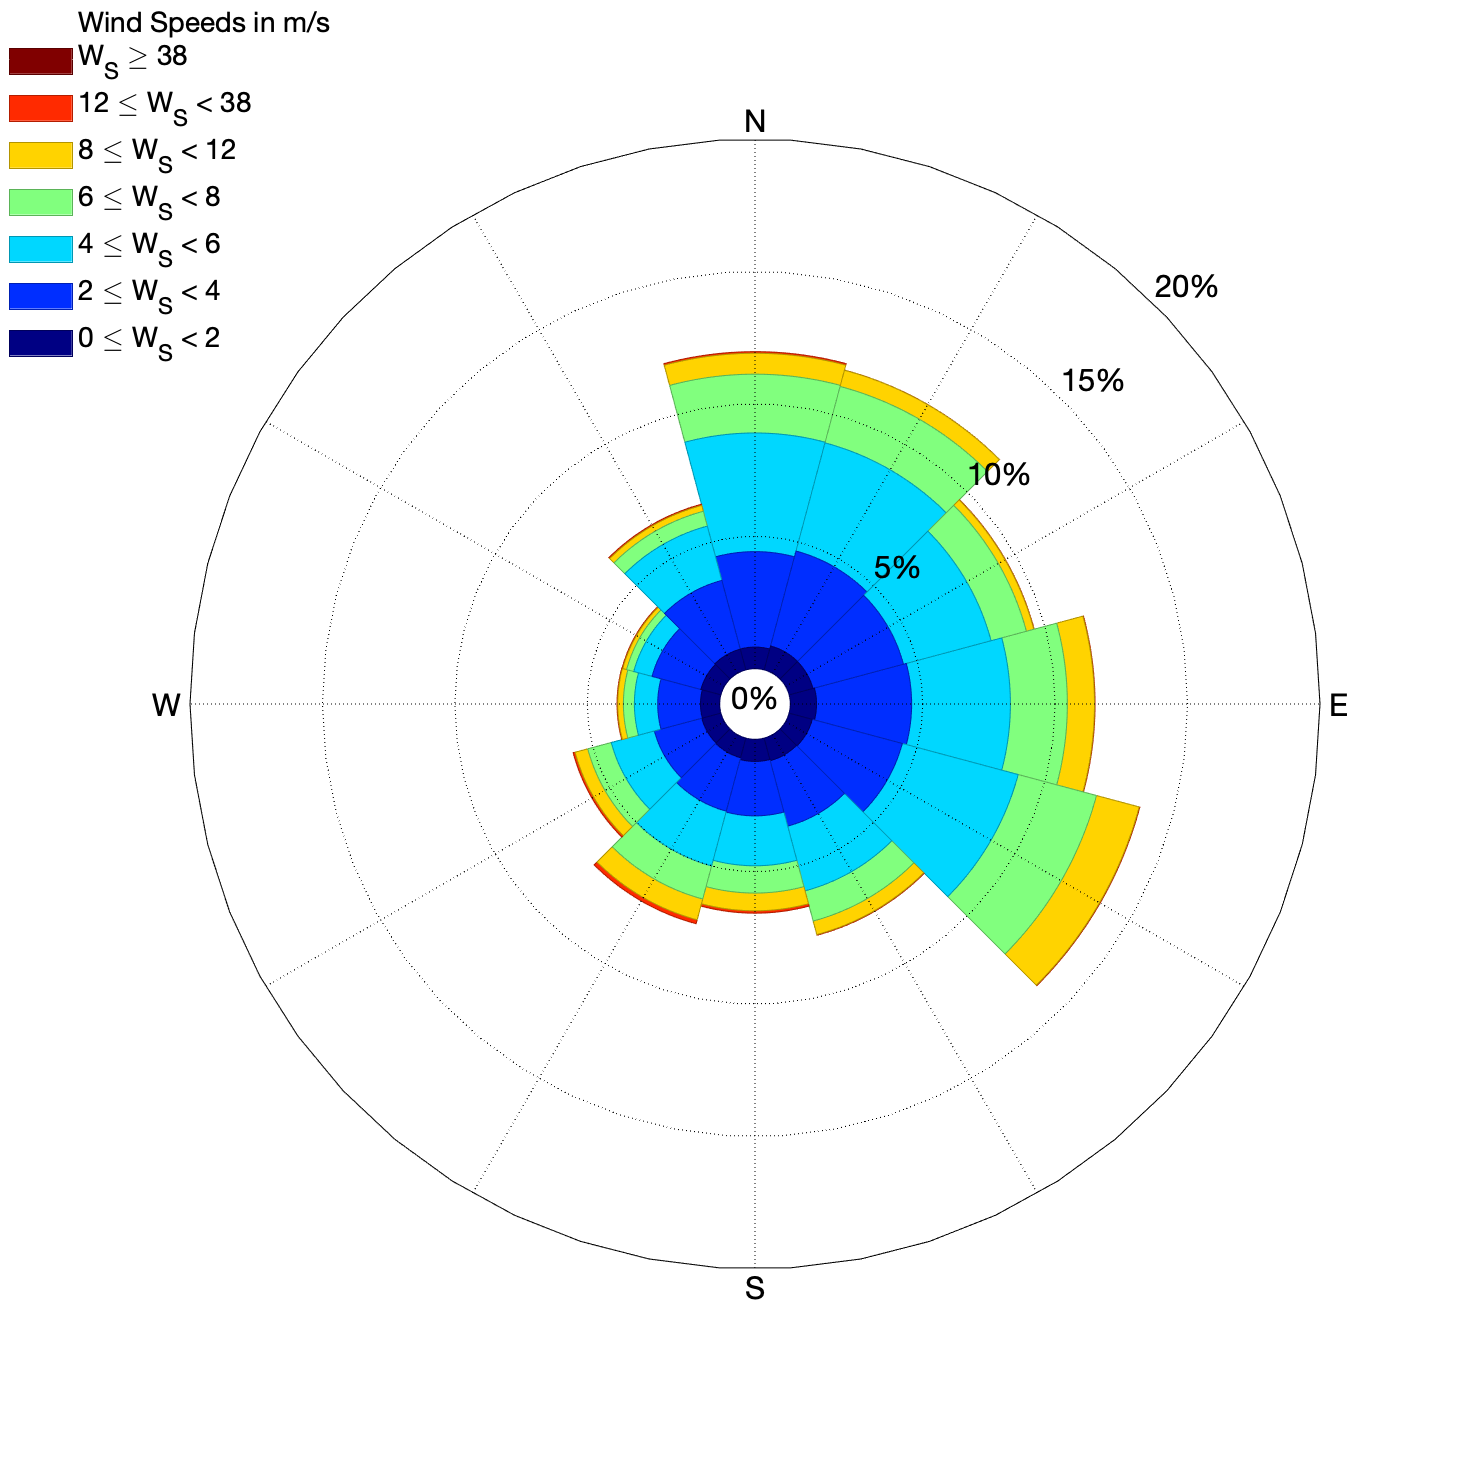 Wind Speeds in m/s
W_S ≥ 38
12 ≤ W_S < 38
8 ≤ W_S < 12
6 ≤ W_S < 8
4 ≤ W_S < 6
2 ≤ W_S < 4
0 ≤ W_S < 2
N
20%
15%
10%
5%
0%
W
E
S